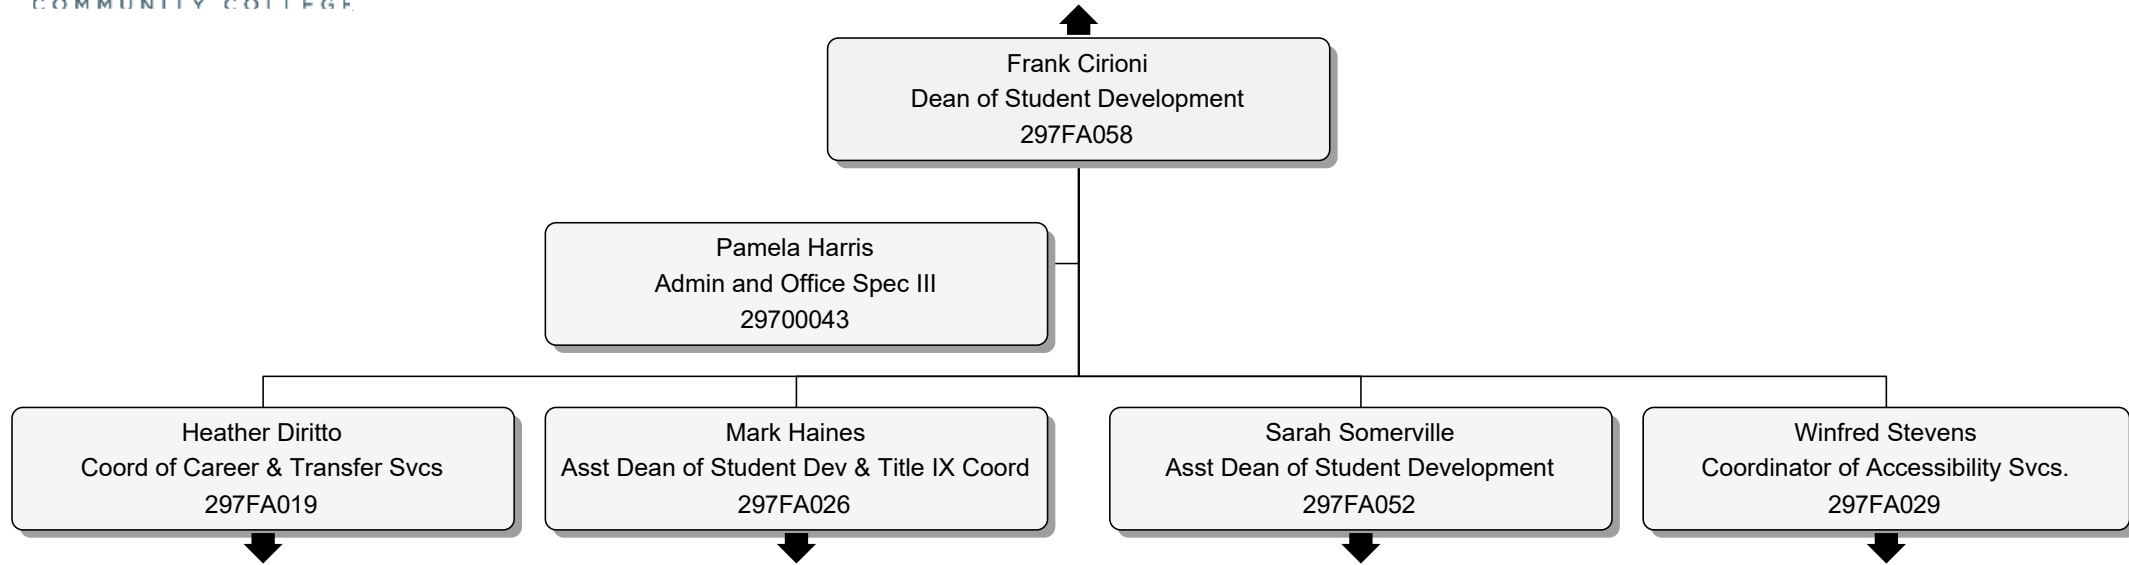 COMMUNITY COLLEGE
Frank Cirioni
Dean of Student Development
297FA058
Pamela Harris
Admin and Office Spec III
29700043
Heather Diritto
Coord of Career & Transfer Svcs
297FA019
Mark Haines
Asst Dean of Student Dev & Title IX Coord
297FA026
Sarah Somerville
Asst Dean of Student Development
297FA052
Winfred Stevens
Coordinator of Accessibility Svcs.
297FA029